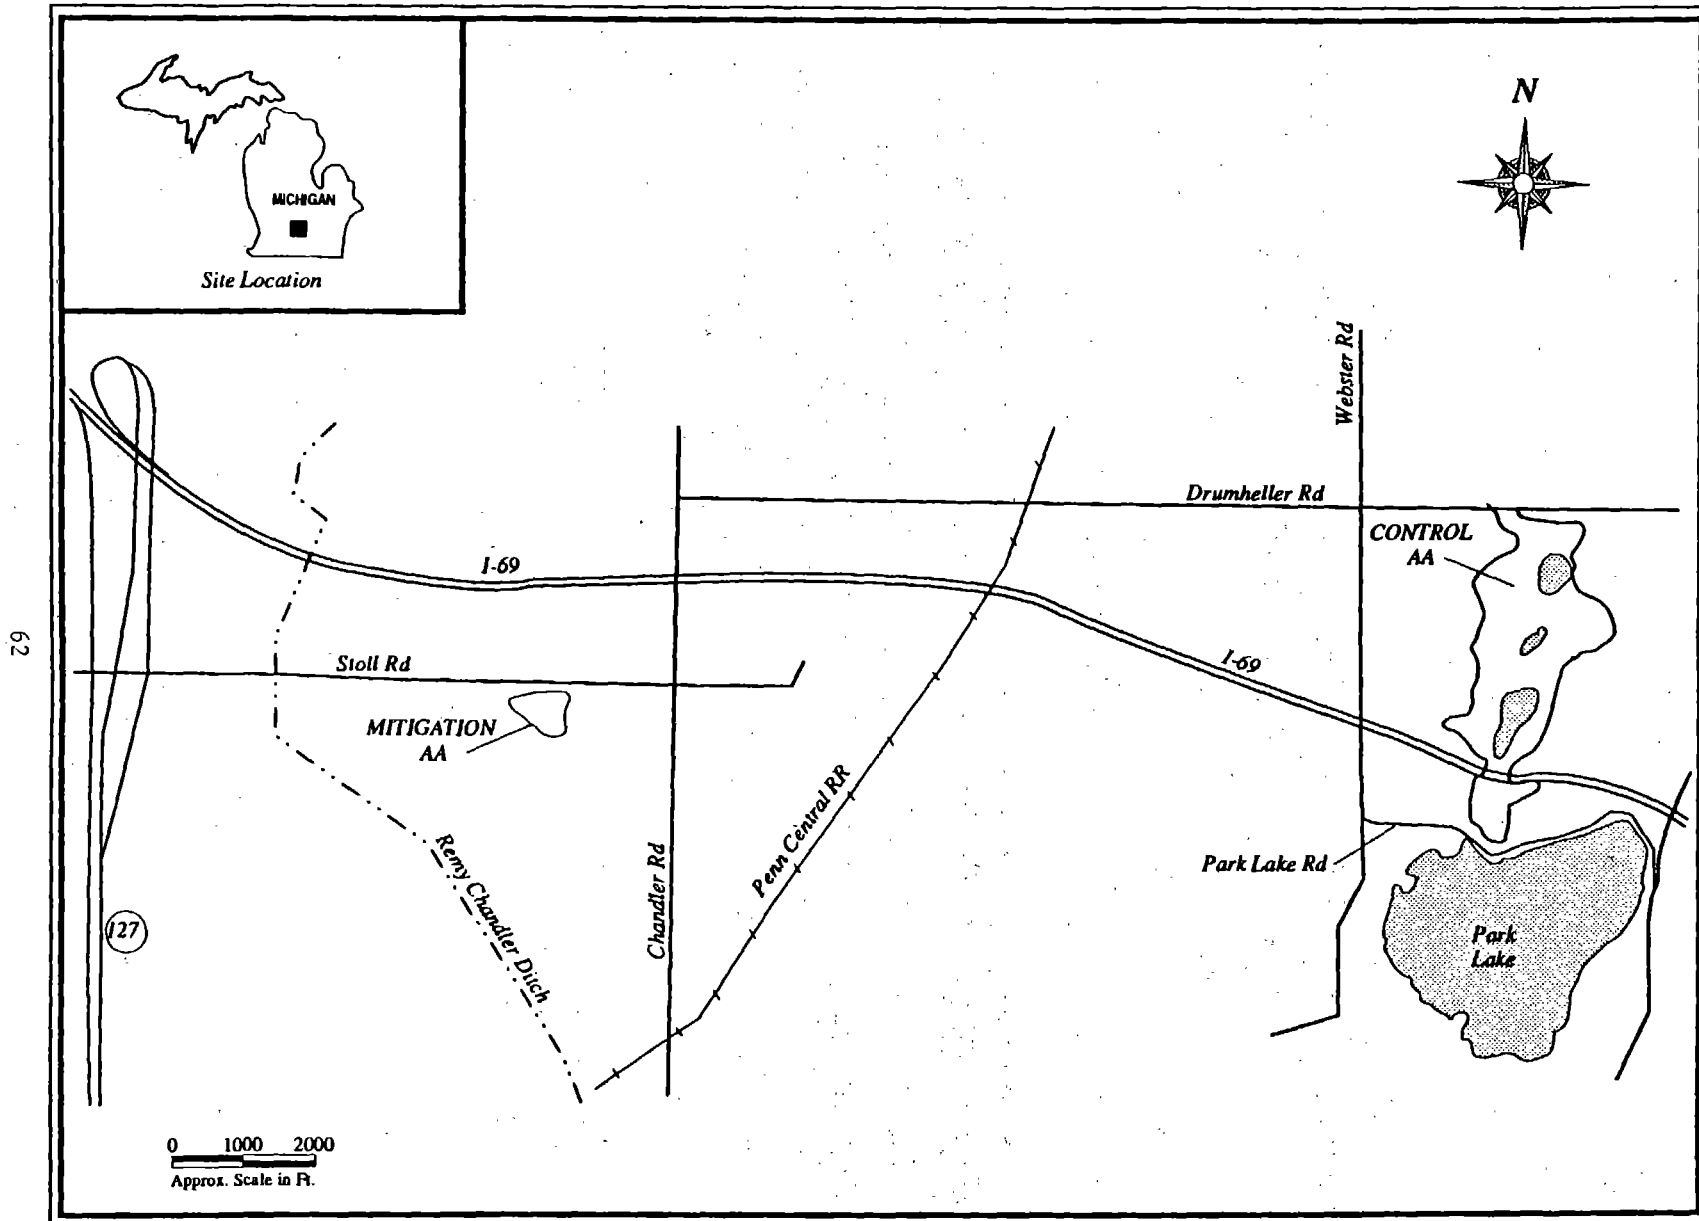 MICHIGAN
Site Location
N
Webster Rd
Drumheller Rd
CONTROL
AA
I-69
I-69
Stoll Rd
MITIGATION
AA
Penn Central RR
Remy Chandler Ditch
Chandler Rd
Park Lake Rd
127
Park
Lake
0 1000 2000
Approx. Scale in Ft.
62